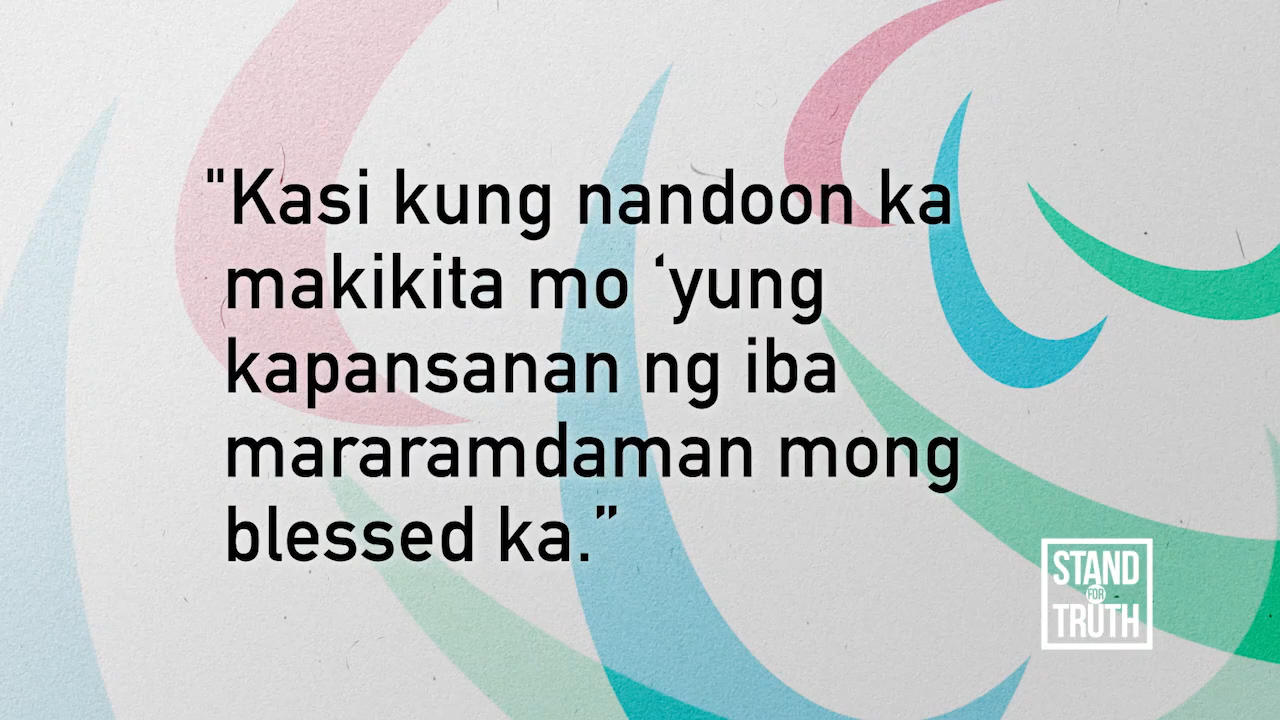 "Kasi kung nandoon ka
makikita mo ‘yung
kapansanan ng iba
mararamdaman mong
blessed ka.”
STAND
FOR
TRUTH